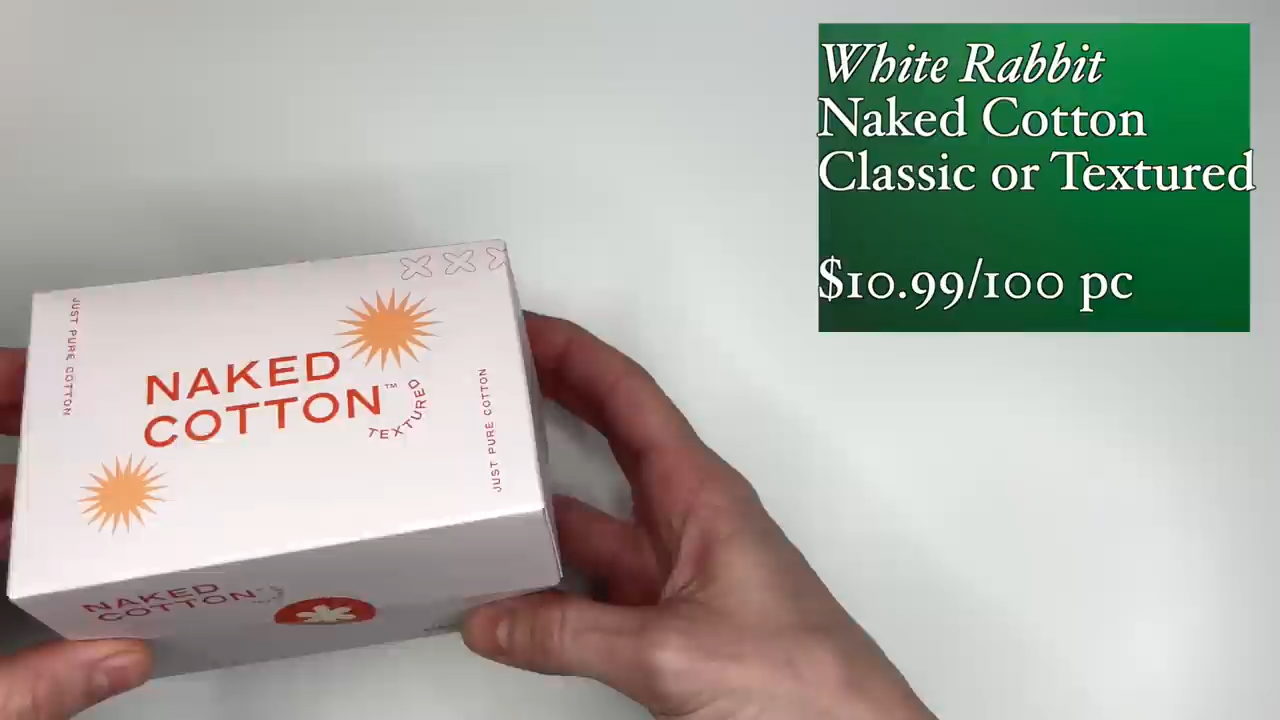 White Rabbit
Naked Cotton
Classic or Textured
$10.99/100 pc
JUST PURE COTTON
NAKED
COTTON™
TEXTURED
JUST PURE COTTON
NAKED
COTTON